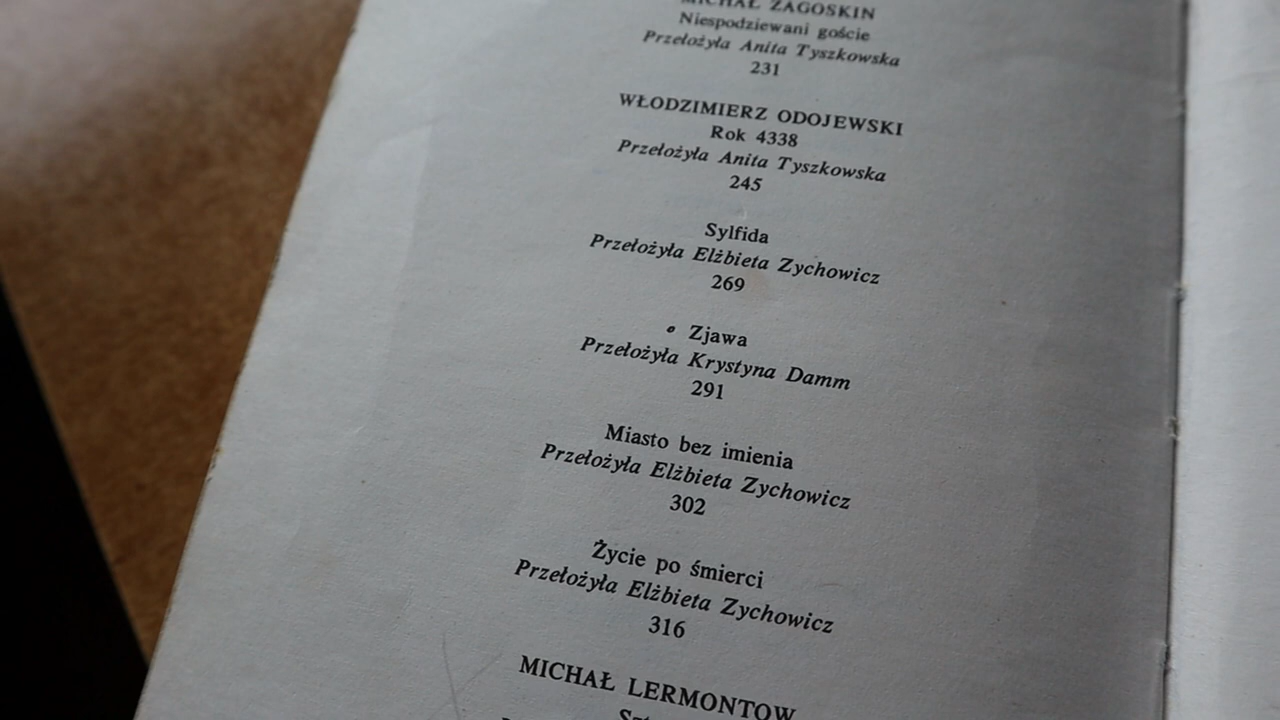 MICHAŁ ZAGOSKIN
Niespodziewani goście
Przełożyła Anita Tyszkowska
231
WŁODZIMIERZ ODOJEWSKI
Rok 4338
Przełożyła Anita Tyszkowska
245
Sylfida
Przełożyła Elżbieta Zychowicz
269
Zjawa
Przełożyła Krystyna Damm
291
Miasto bez imienia
Przełożyła Elżbieta Zychowicz
302
Życie po śmierci
Przełożyła Elżbieta Zychowicz
316
MICHAŁ LERMONTOW